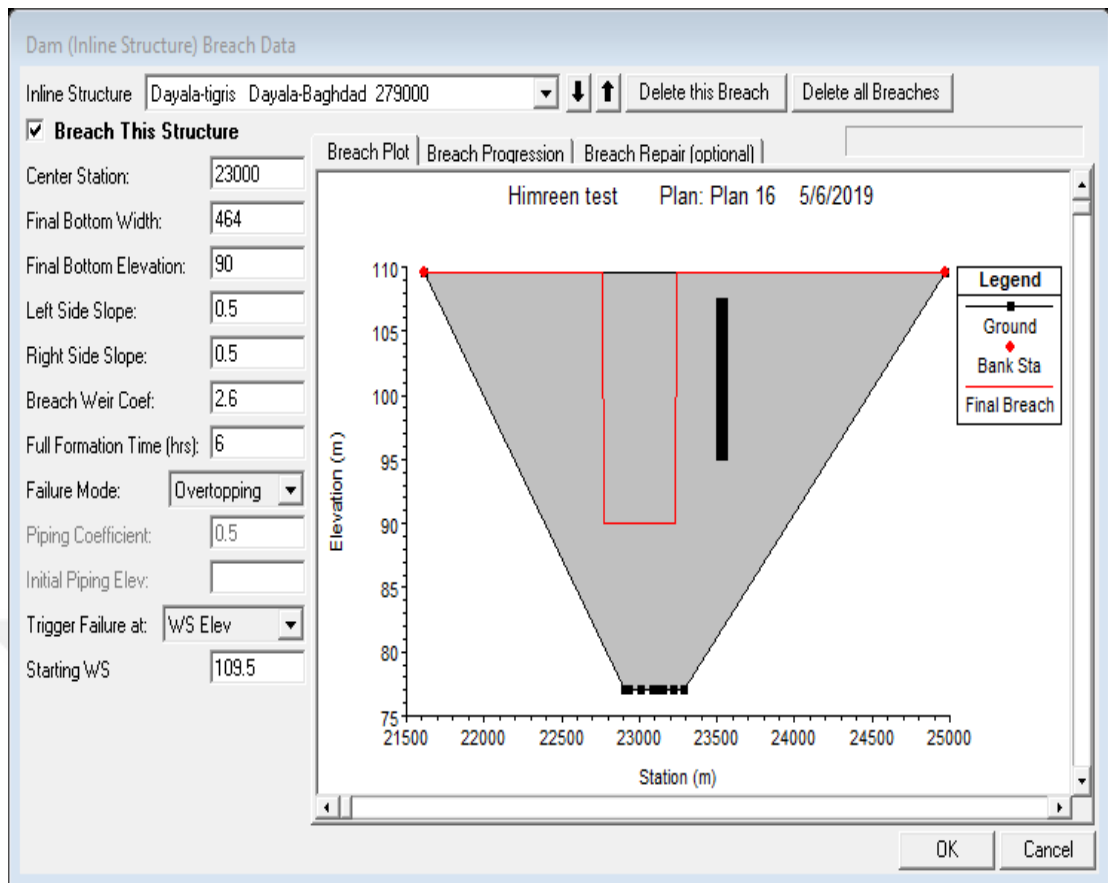 Dam (Inline Structure) Breach Data
Inline Structure Dayala-tigris Dayala-Baghdad 279000 Delete this Breach Delete all Breaches
Breach This Structure
Center Station: 23000
Final Bottom Width: 464
Final Bottom Elevation: 90
Left Side Slope: 0.5
Right Side Slope: 0.5
Breach Weir Coef: 2.6
Full Formation Time (hrs): 6
Failure Mode: Overtopping
Piping Coefficient: 0.5
Initial Piping Elev:
Trigger Failure at: WS Elev
Starting WS 109.5
Breach Plot Breach Progression Breach Repair (optional)
Himreen test Plan: Plan 16 5/6/2019
Elevation (m)
110
105
100
95
90
85
80
75
21500 22000 22500 23000 23500 24000 24500 25000
Station (m)
Legend
Ground
Bank Sta
Final Breach
OK Cancel